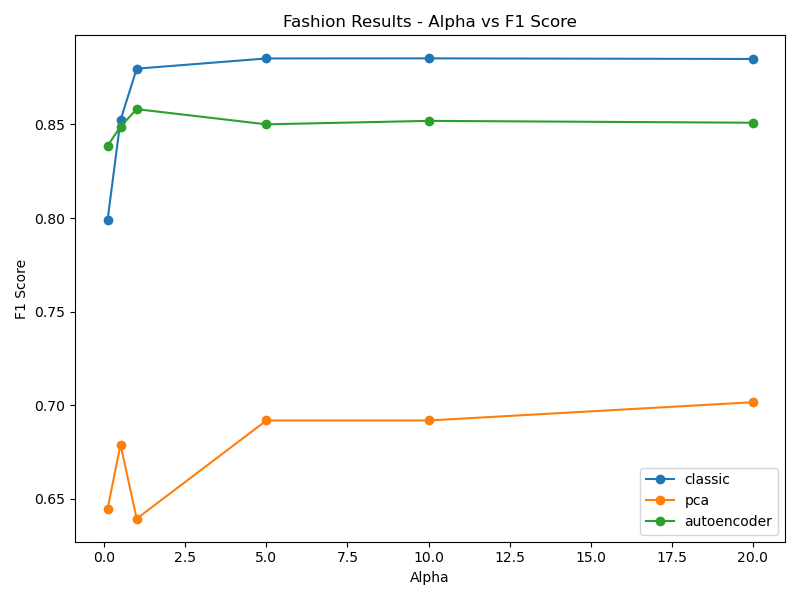 Fashion Results - Alpha vs F1 Score
F1 Score
0.85
0.80
0.75
0.70
0.65
0.0 2.5 5.0 7.5 10.0 12.5 15.0 17.5 20.0
Alpha
classic
pca
autoencoder